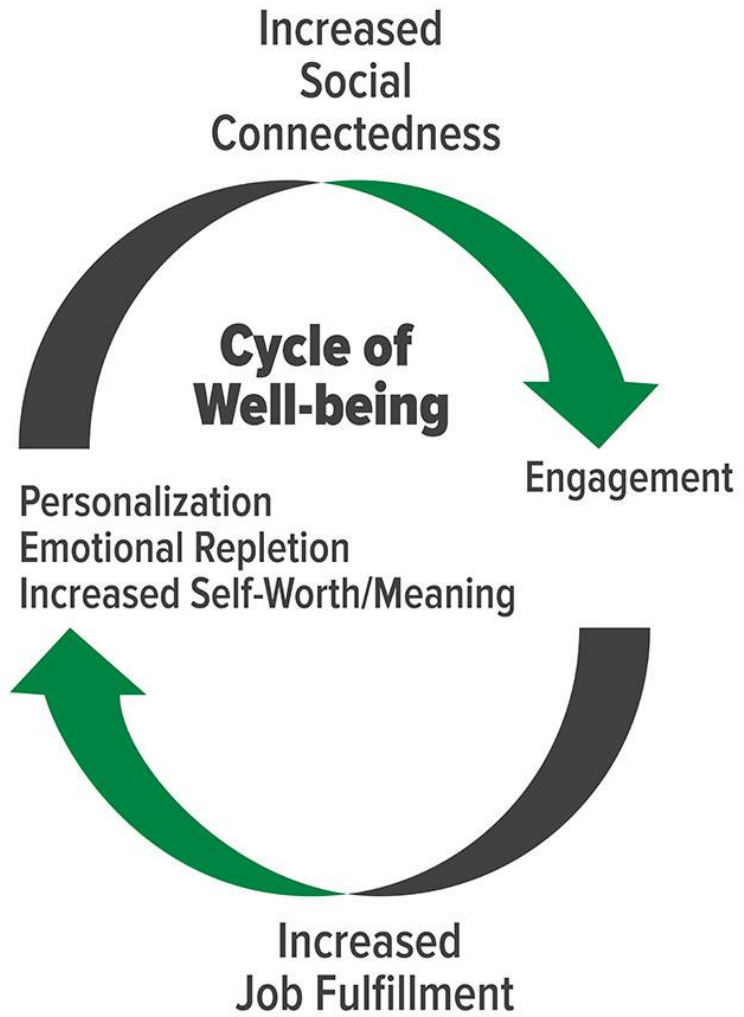 Increased
Social
Connectedness
Cycle of
Well-being
Engagement
Personalization
Emotional Repletion
Increased Self-Worth/Meaning
Increased
Job Fulfillment